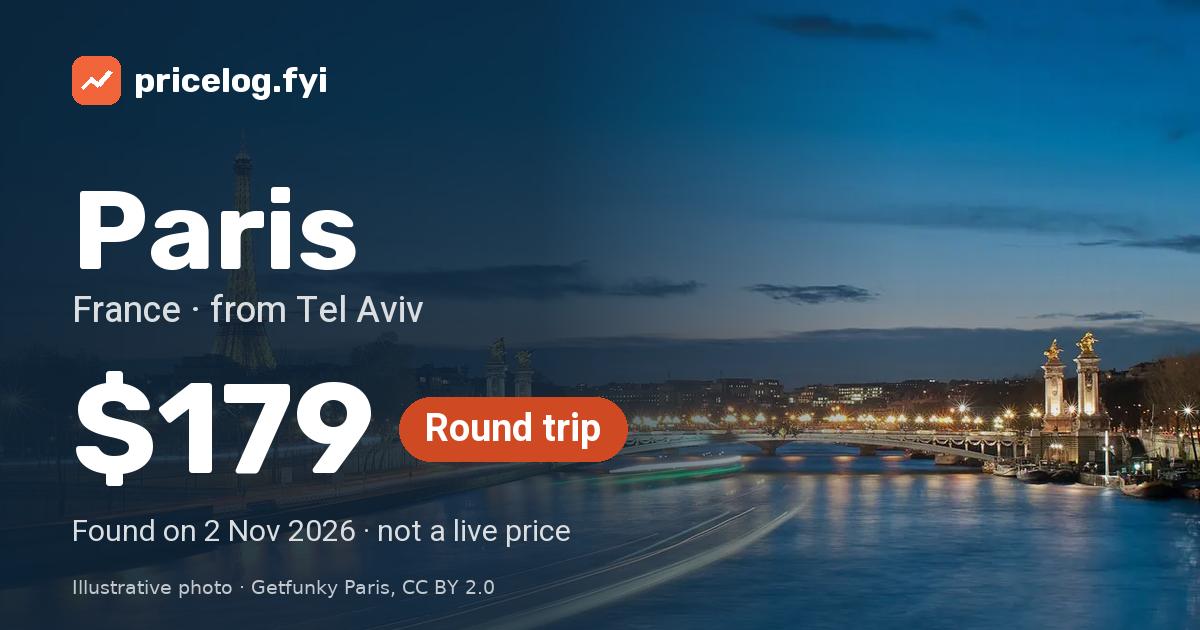 pricelog.fyi
Paris
France · from Tel Aviv
$179
Round trip
Found on 2 Nov 2026 · not a live price
Illustrative photo · Getfunky Paris, CC BY 2.0